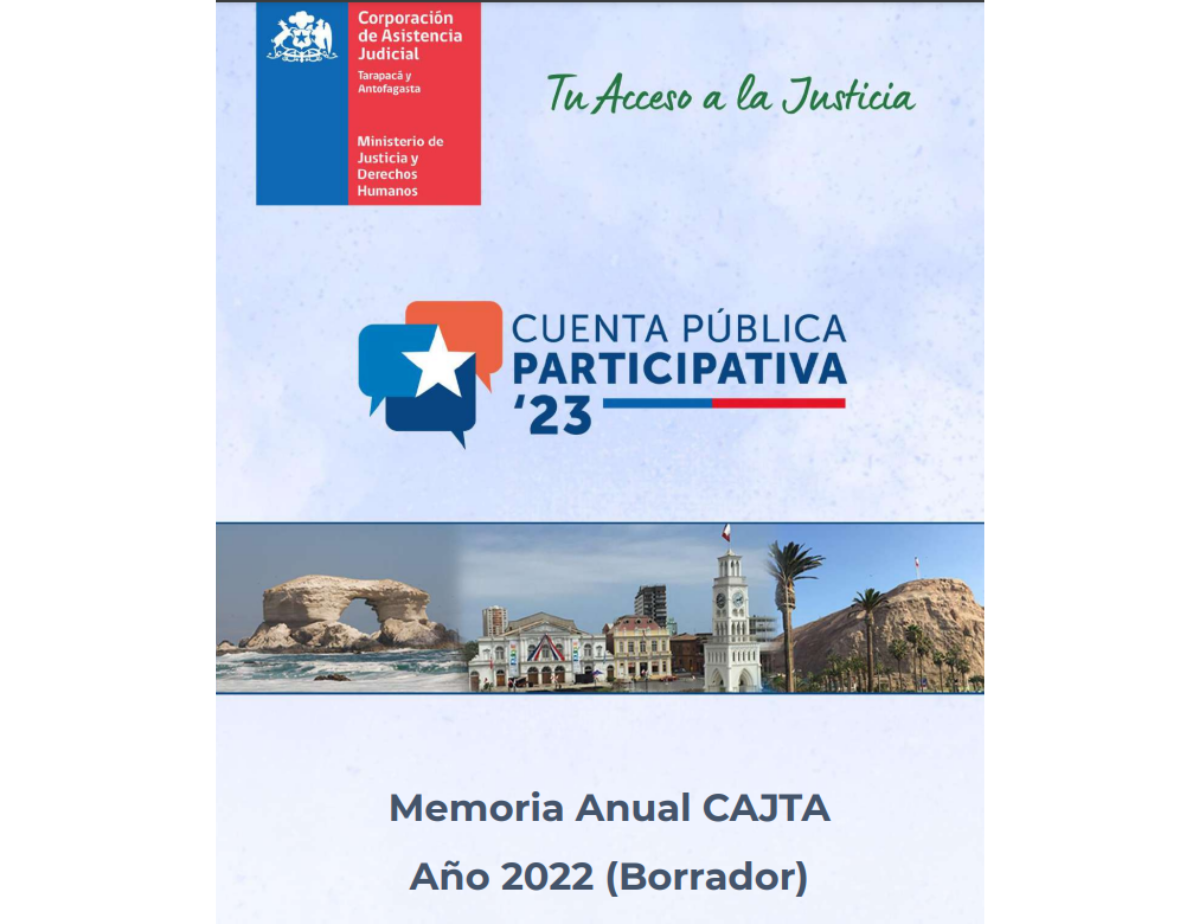 Corporación
de Asistencia
Judicial
Tarapacá y
Antofagasta
Ministerio de
Justicia y
Derechos
Humanos
Tu Acceso a la Justicia
CUENTA PÚBLICA
PARTICIPATIVA
'23
Memoria Anual CAJTA
Año 2022 (Borrador)